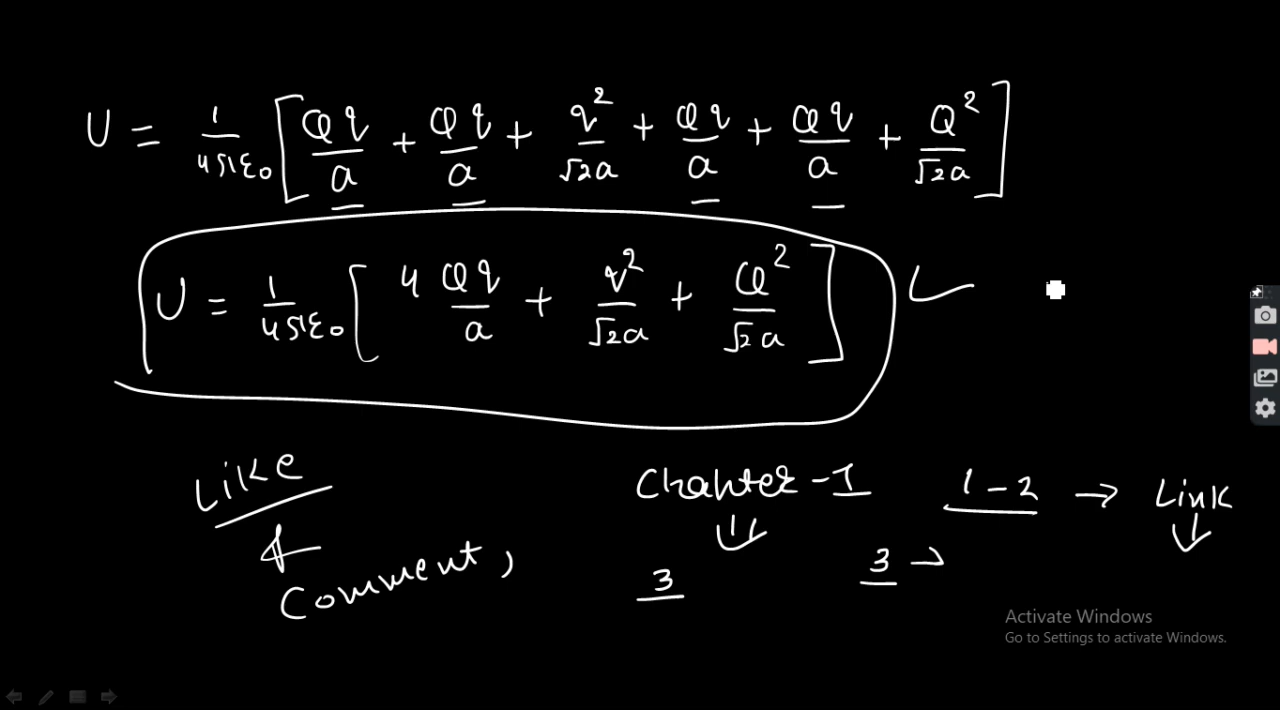 U = 1/4πε₀ [Qq/a + Qq/a + q²/√2a + Qq/a + Qq/a + Q²/√2a]
U = 1/4πε₀ [4 Qq/a + q²/√2a + Q²/√2a]
Like
&
Comment,
Chapter-I 1-2 → Link
3 3 →
Activate Windows
Go to Settings to activate Windows.